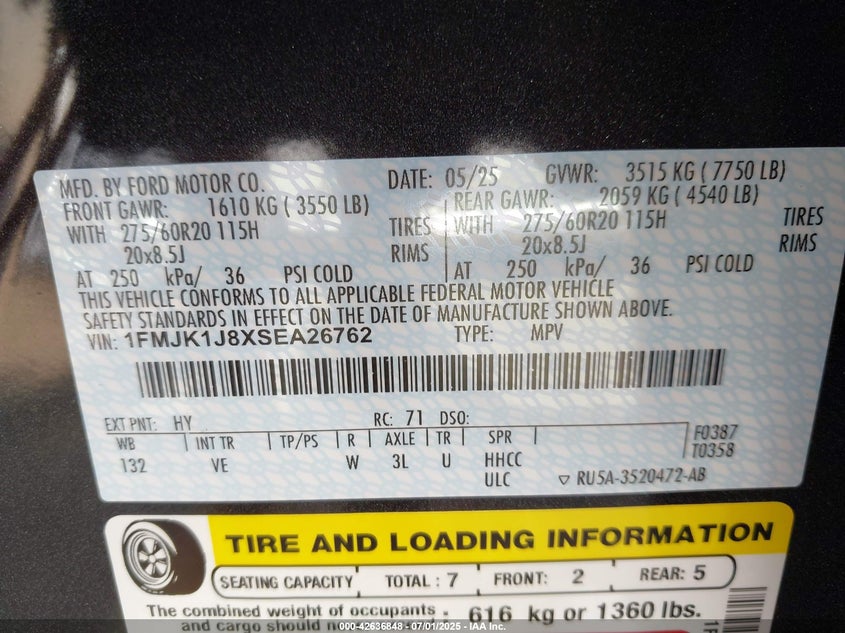 MFD. BY FORD MOTOR CO. DATE: 05/25 GVWR: 3515 KG ( 7750 LB)
FRONT GAWR: 1610 KG ( 3550 LB) REAR GAWR: 2059 KG ( 4540 LB)
WITH 275/60R20 115H TIRES WITH 275/60R20 115H TIRES
20x8.5J RIMS 20x8.5J RIMS
AT 250 kPa/ 36 PSI COLD AT 250 kPa/ 36 PSI COLD
THIS VEHICLE CONFORMS TO ALL APPLICABLE FEDERAL MOTOR VEHICLE
SAFETY STANDARDS IN EFFECT ON THE DATE OF MANUFACTURE SHOWN ABOVE.
VIN: 1FMJK1J8XSEA26762 TYPE: MPV
EXT PNT: HY RC: 71 DSO:
WB INT TR TP/PS R AXLE TR SPR F0387
132 VE W 3L U HHCC T0358
ULC ▽ RU5A-3520472-AB
TIRE AND LOADING INFORMATION
SEATING CAPACITY TOTAL : 7 FRONT: 2 REAR: 5
The combined weight of occupants 616 kg or 1360 lbs.
and cargo should
000-42636848 - 07/01/2025 - IAA Inc.